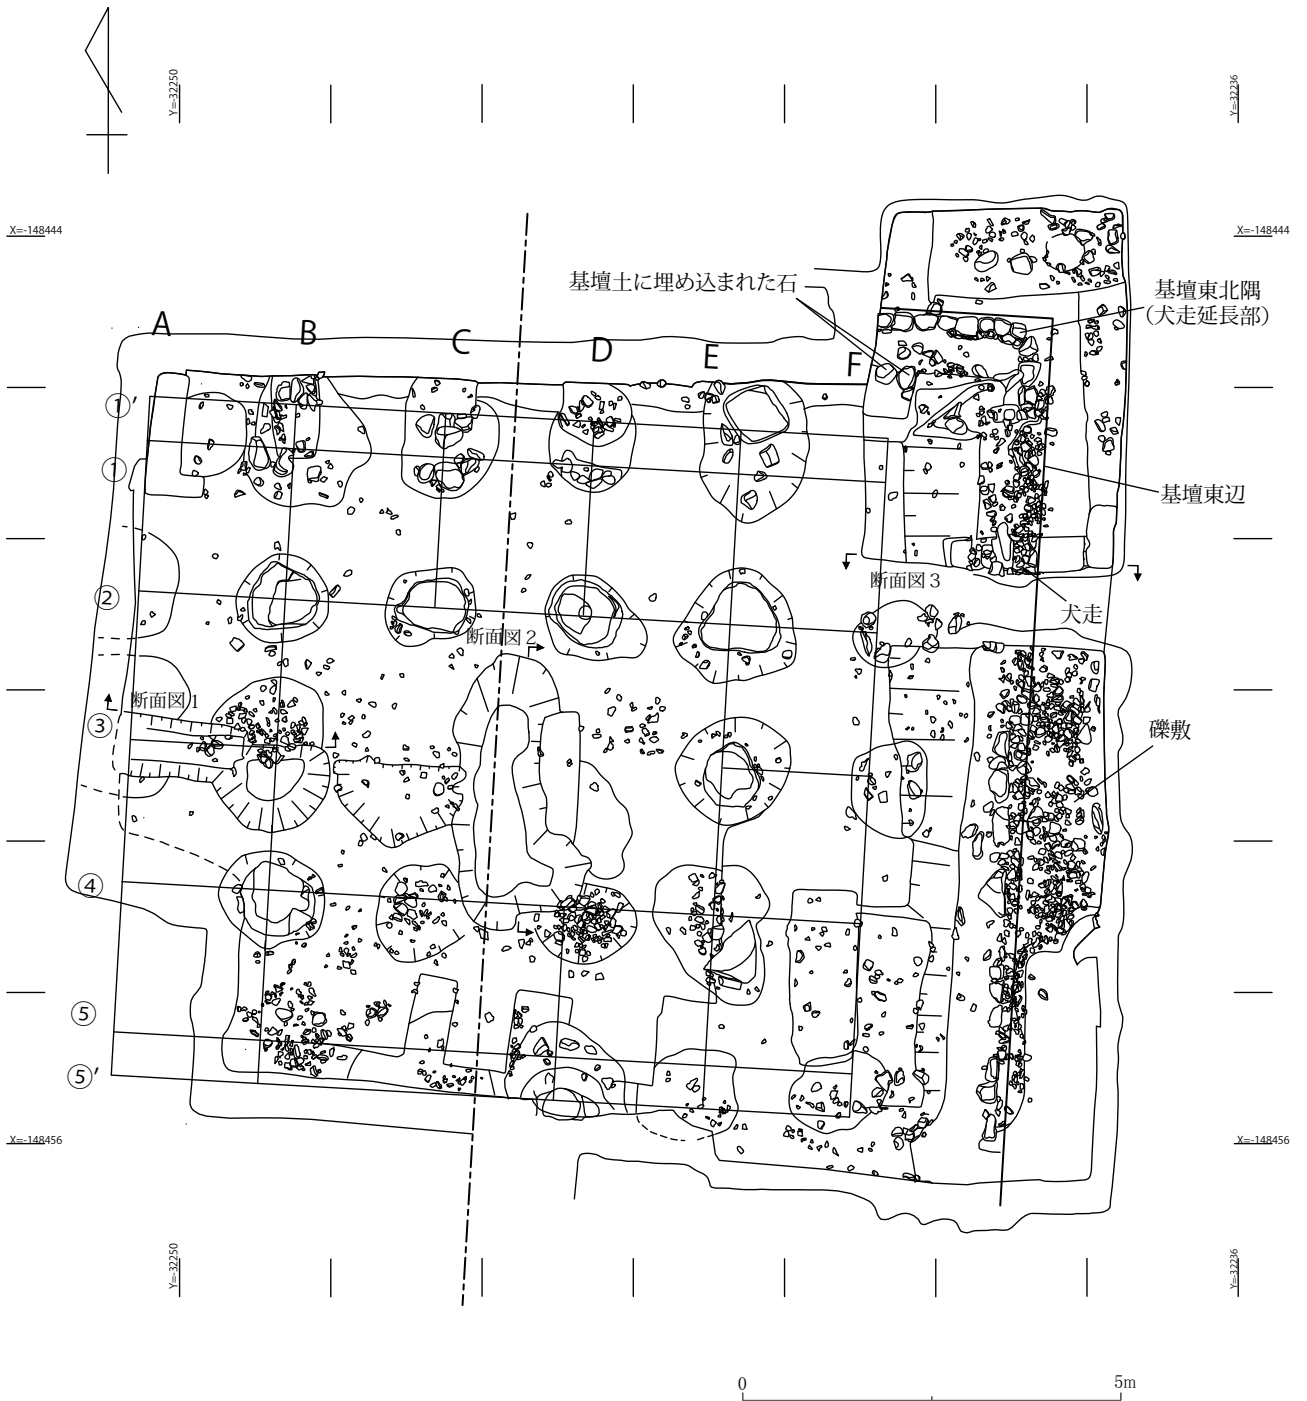 Y=-32250
Y=-32236
X=-148444
X=-148444
基壇土に埋め込まれた石
基壇東北隅
（犬走延長部）
A
B
C
D
E
F
①′
①
基壇東辺
②
断面図3
犬走
断面図2
断面図1
③
礫敷
④
⑤
⑤′
X=-148456
X=-148456
Y=-32250
Y=-32236
0
5m